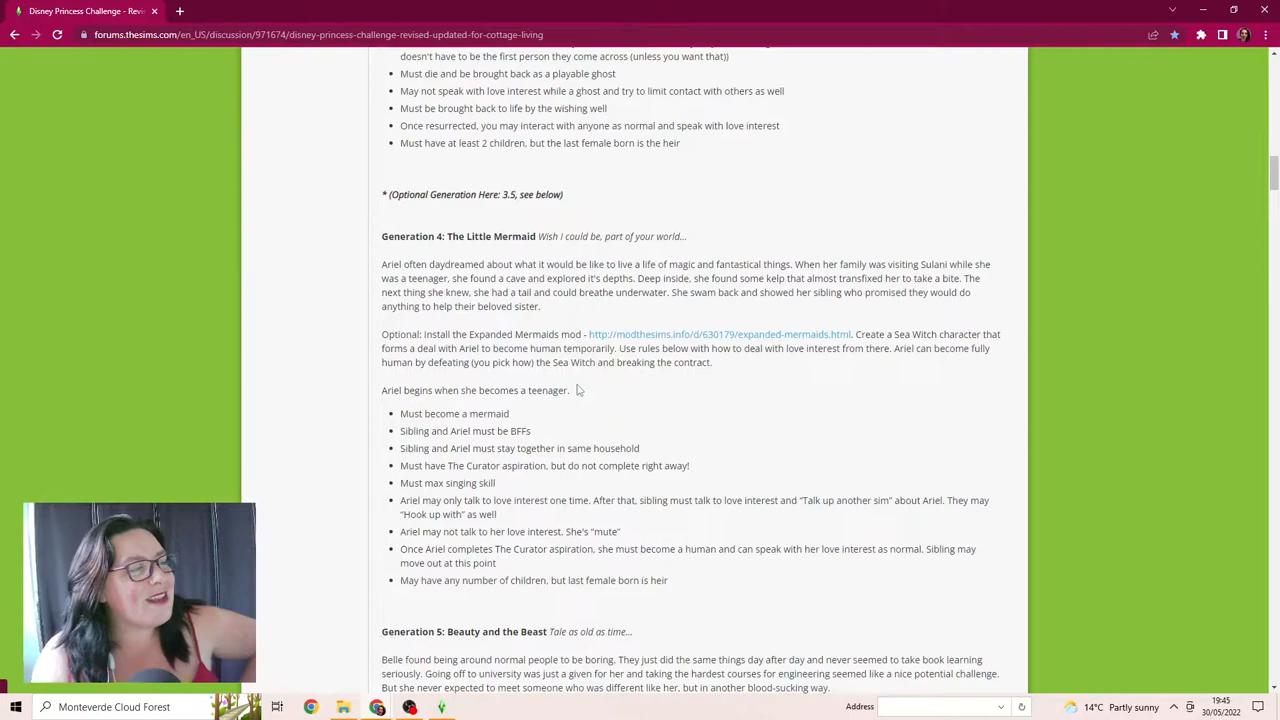 Disney Princess Challenge - Rev
forums.thesims.com/en_US/discussion/971674/disney-princess-challenge-revised-updated-for-cottage-living
doesn't have to be the first person they come across (unless you want that))
Must die and be brought back as a playable ghost
May not speak with love interest while a ghost and try to limit contact with others as well
Must be brought back to life by the wishing well
Once resurrected, you may interact with anyone as normal and speak with love interest
Must have at least 2 children, but the last female born is the heir
* (Optional Generation Here: 3.5, see below)
Generation 4: The Little Mermaid Wish I could be, part of your world...
Ariel often daydreamed about what it would be like to live a life of magic and fantastical things. When her family was visiting Sulani while she
was a teenager, she found a cave and explored it's depths. Deep inside, she found some kelp that almost transfixed her to take a bite. The
next thing she knew, she had a tail and could breathe underwater. She swam back and showed her sibling who promised they would do
anything to help their beloved sister.
Optional: Install the Expanded Mermaids mod - http://modthesims.info/d/630179/expanded-mermaids.html. Create a Sea Witch character that
forms a deal with Ariel to become human temporarily. Use rules below with how to deal with love interest from there. Ariel can become fully
human by defeating (you pick how) the Sea Witch and breaking the contract.
Ariel begins when she becomes a teenager.
Must become a mermaid
Sibling and Ariel must be BFFs
Sibling and Ariel must stay together in same household
Must have The Curator aspiration, but do not complete right away!
Must max singing skill
Ariel may only talk to love interest one time. After that, sibling must talk to love interest and “Talk up another sim” about Ariel. They may
“Hook up with” as well
Ariel may not talk to her love interest. She's “mute”
Once Ariel completes The Curator aspiration, she must become a human and can speak with her love interest as normal. Sibling may
move out at this point
May have any number of children, but last female born is heir
Generation 5: Beauty and the Beast Tale as old as time...
Belle found being around normal people to be boring. They just did the same things day after day and never seemed to take book learning
seriously. Going off to university was just a given for her and taking the hardest courses for engineering seemed like a nice potential challenge.
But she never expected to meet someone who was different like her, but in another blood-sucking way.
Monteverde Cloud Forest
Address
14°C Partly sunny
19:45
30/05/2022